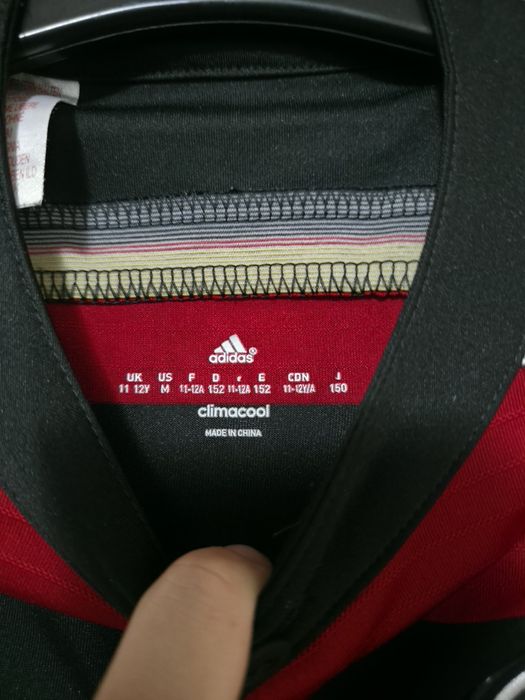 adidas®
UK US F D E CDN J
11 12Y M 11-12A 152 11-12A 152 11-12Y/A 150
climacool
MADE IN CHINA